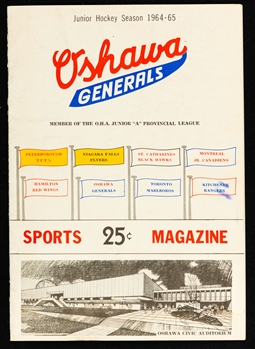 Junior Hockey Season 1964-65
Oshawa
GENERALS
MEMBER OF THE O.H.A. JUNIOR "A" PROVINCIAL LEAGUE
PETERBOROUGH
T.P.T.'s
NIAGARA FALLS
FLYERS
ST. CATHARINES
BLACK HAWKS
MONTREAL
JR. CANADIENS
HAMILTON
RED WINGS
OSHAWA
GENERALS
TORONTO
MARLBOROS
KITCHENER
RANGERS
SPORTS 25¢ MAGAZINE
OSHAWA CIVIC AUDITORIUM